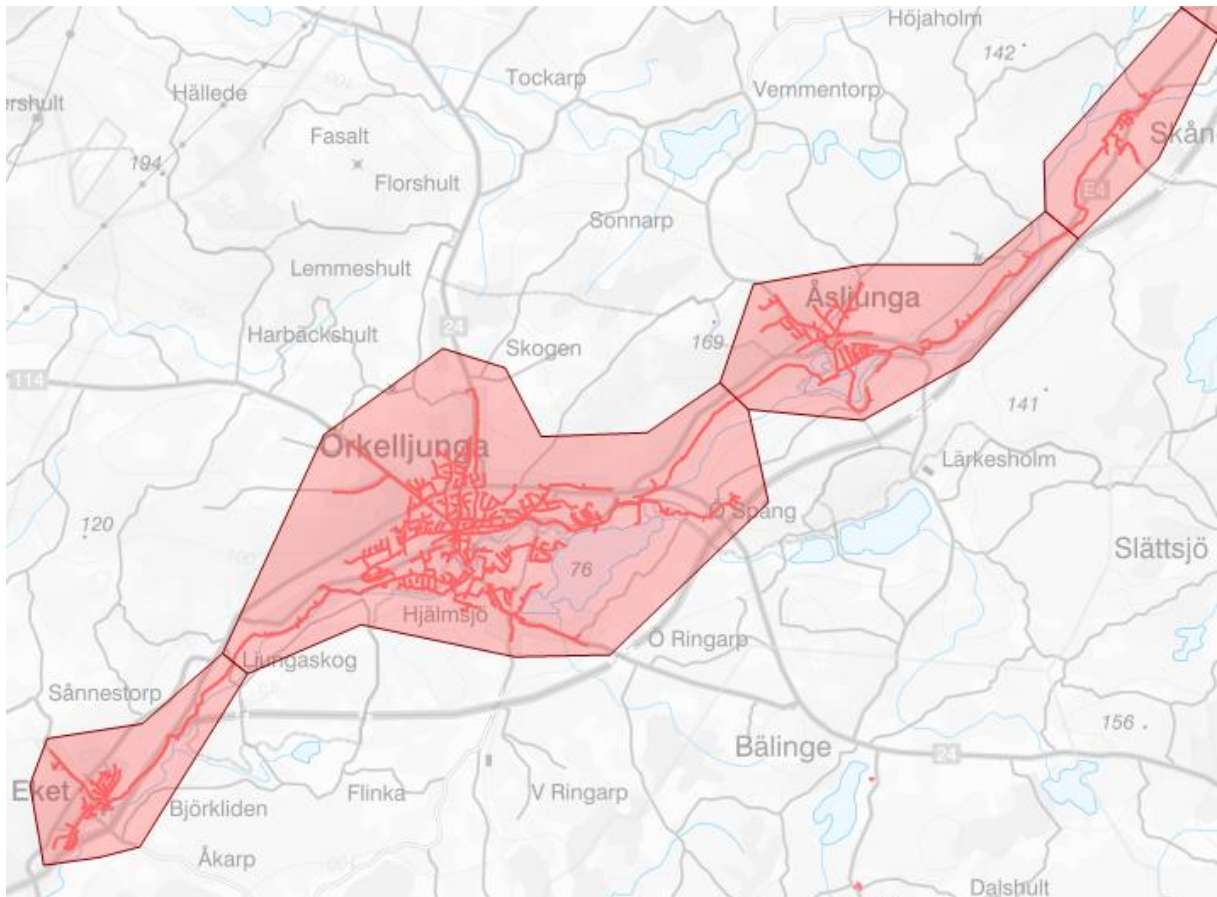 Höjaholm
142
Tockarp
Hällede
Vemmentorp
ershult
Fasalt
Skån
194
Florshult
E4
Sonnarp
Lemmeshult
Åsljunga
Harbäckshult
24
Skogen
169
114
141
Örkelljunga
Lärkesholm
120
Ö Spång
Slättsjö
76
Hjälmsjö
Ö Ringarp
Ljungaskog
Sånnestorp
156
Bälinge
24
Eket
Flinka
V Ringarp
Björkliden
Åkarp
Dalshult